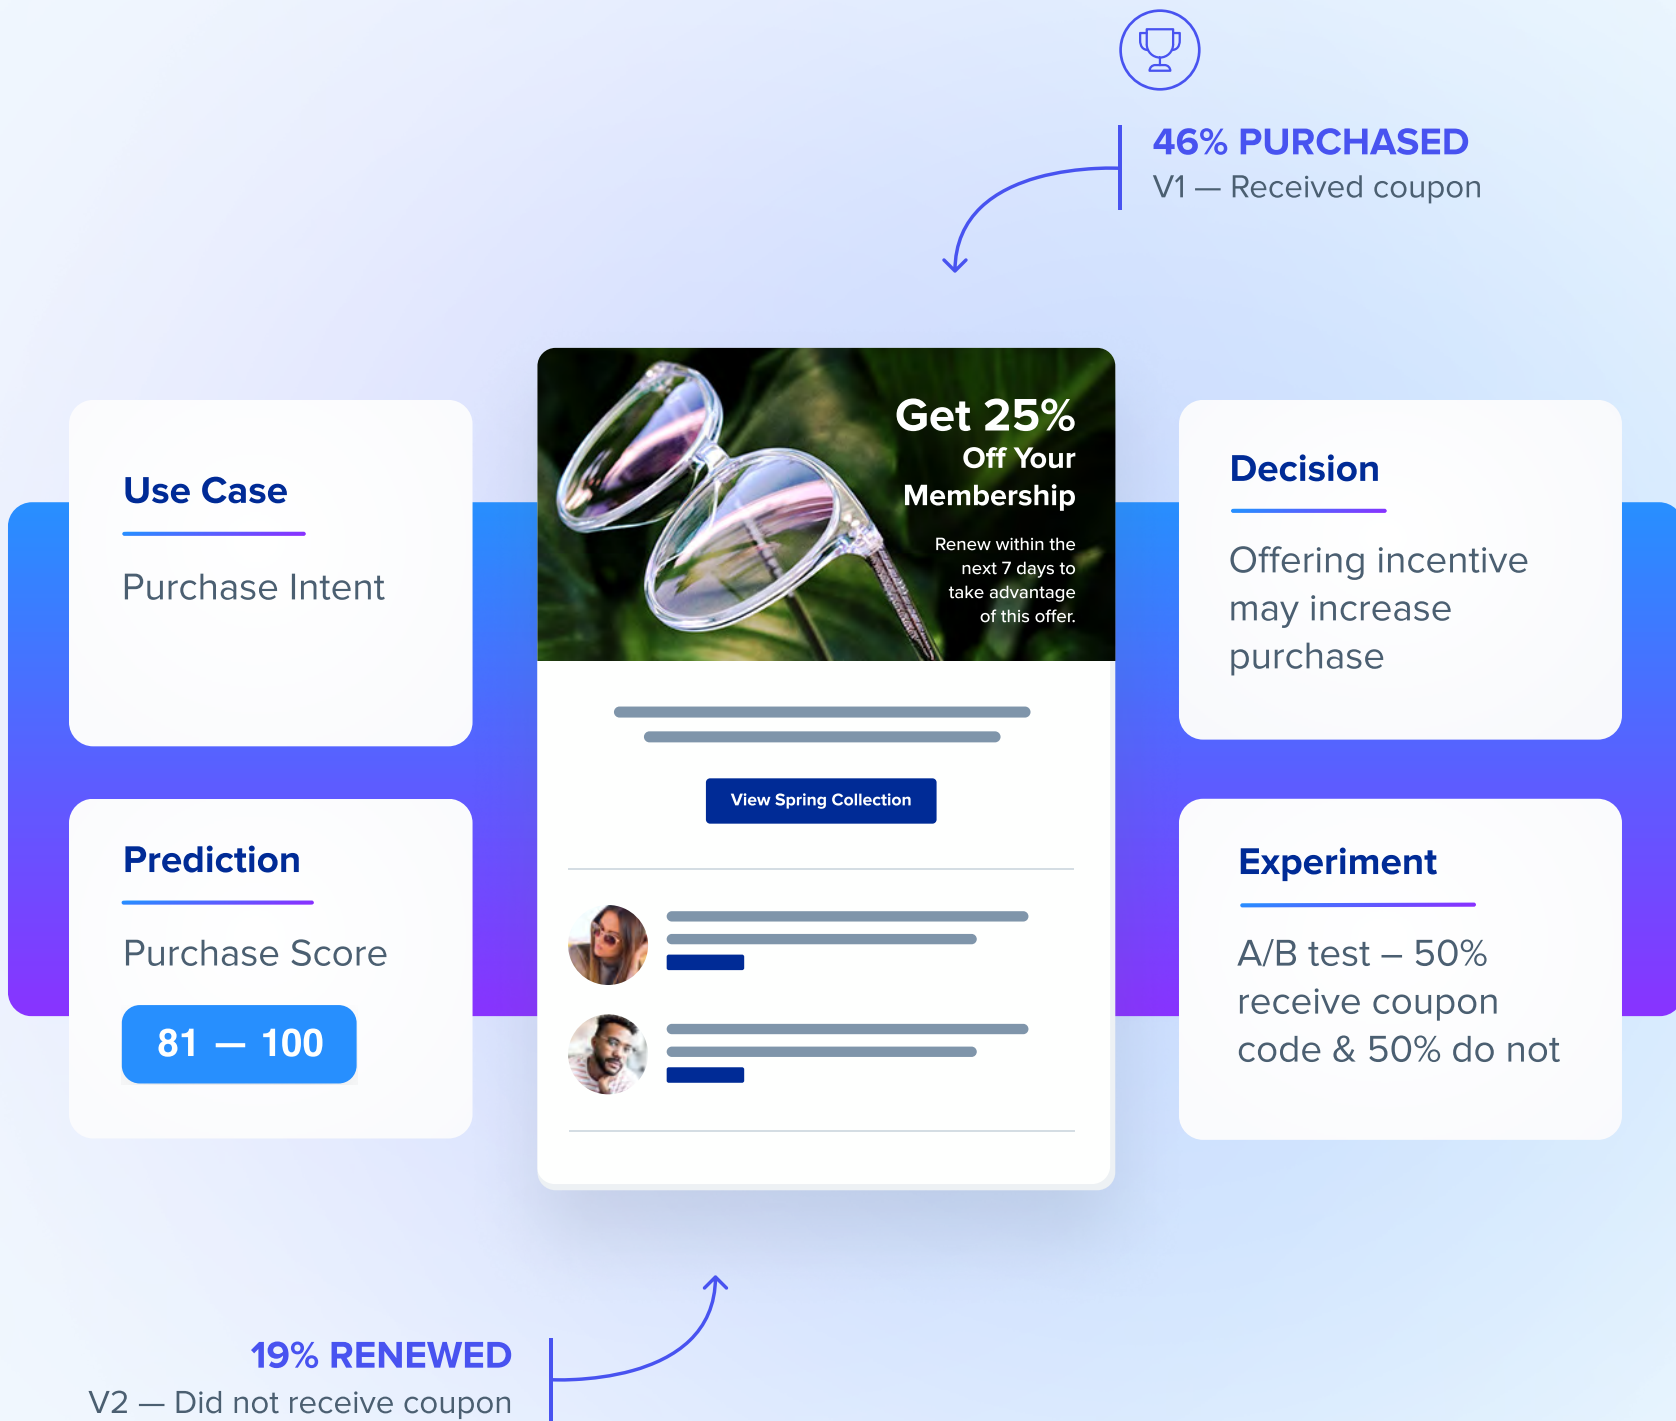 46% PURCHASED
V1 — Received coupon
Use Case
Purchase Intent
Prediction
Purchase Score
81 — 100
Get 25%
Off Your
Membership
Renew within the
next 7 days to
take advantage
of this offer.
View Spring Collection
Decision
Offering incentive
may increase
purchase
Experiment
A/B test – 50%
receive coupon
code & 50% do not
19% RENEWED
V2 — Did not receive coupon